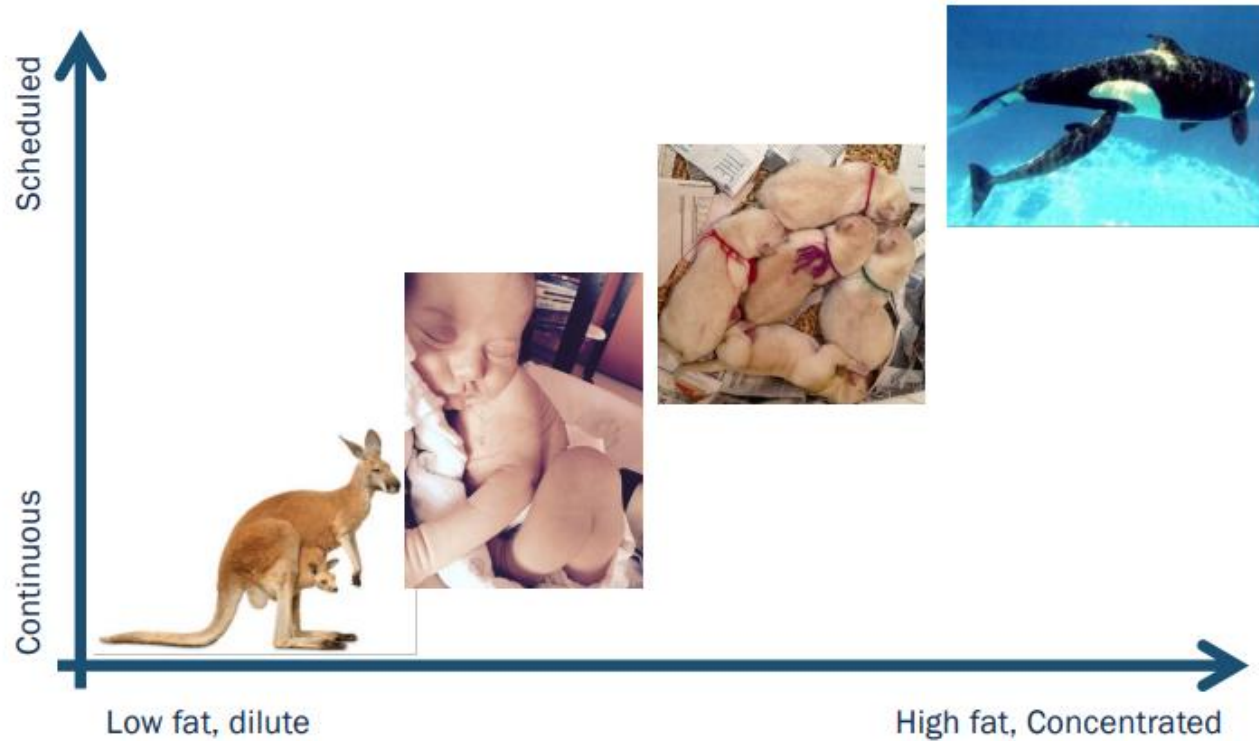 Scheduled
Continuous
Low fat, dilute
High fat, Concentrated